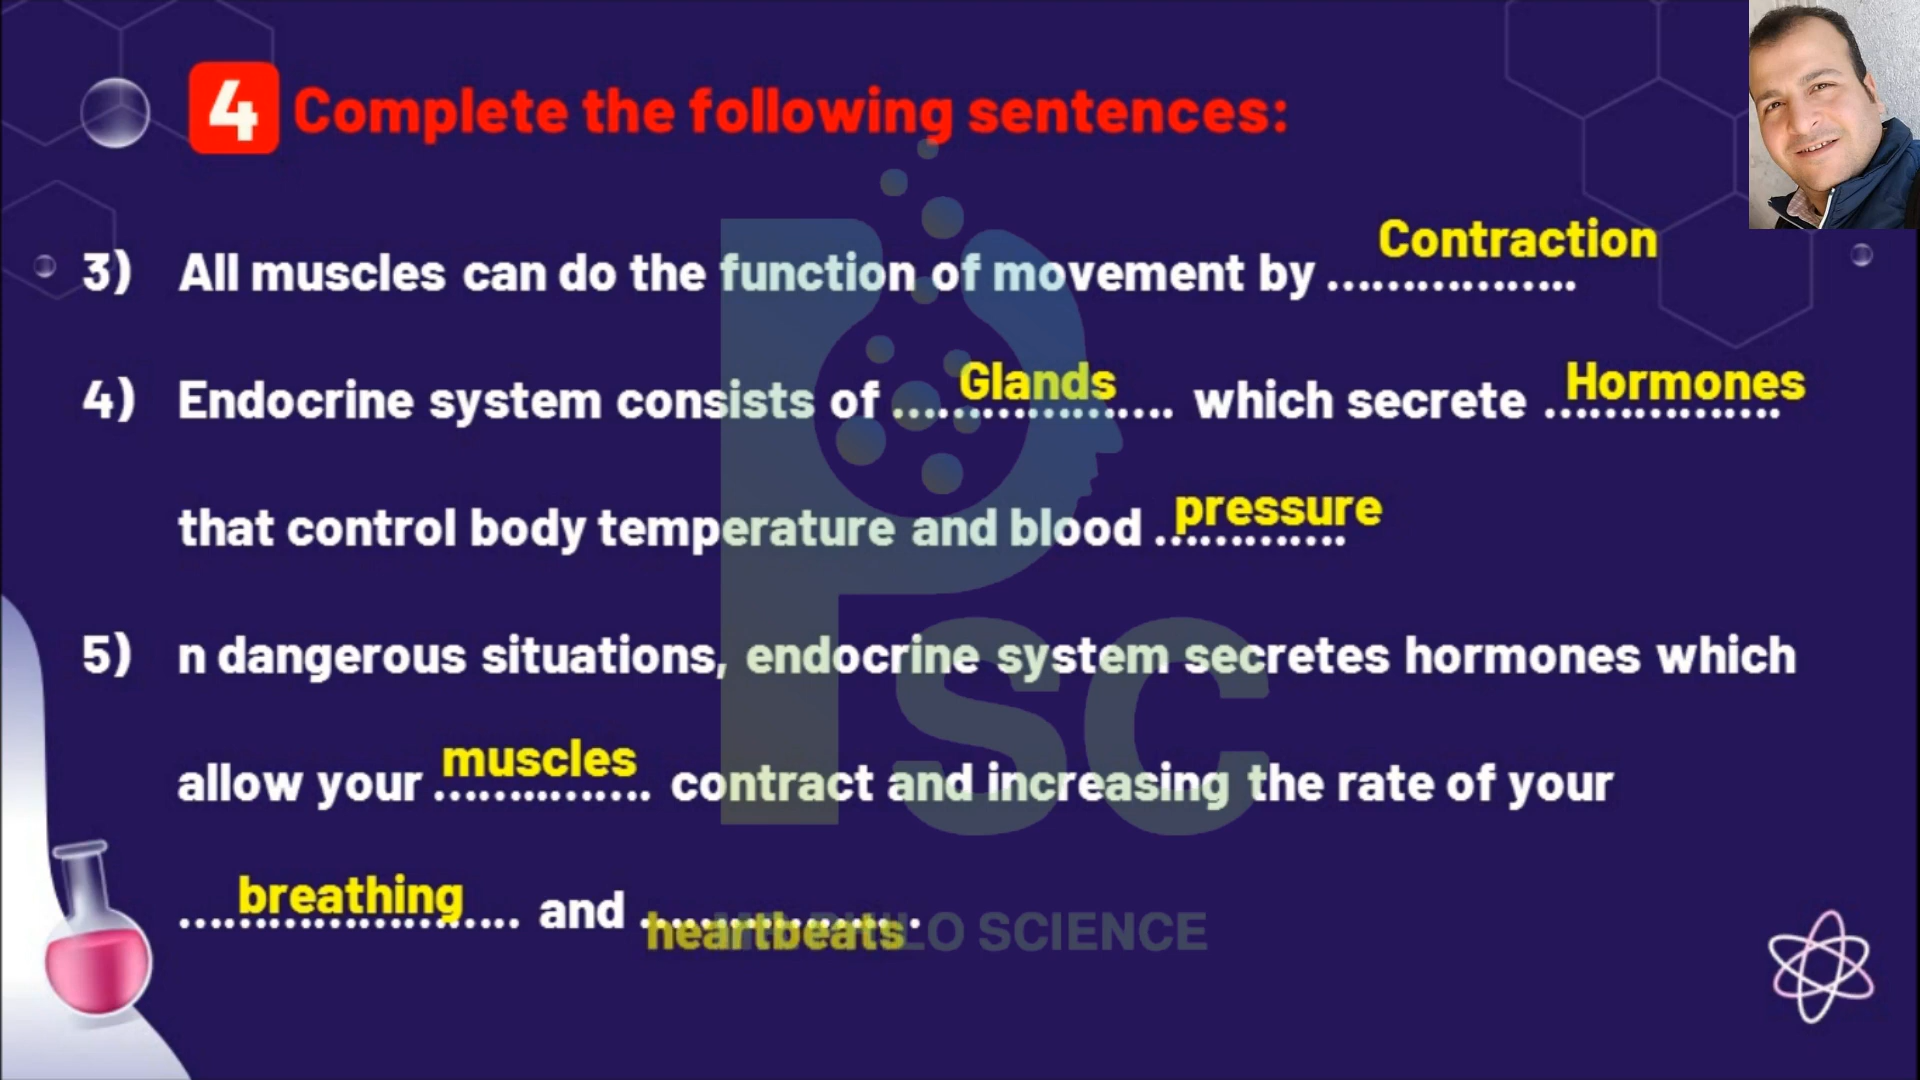 4 Complete the following sentences:
3) All muscles can do the function of movement by Contraction ..................
4) Endocrine system consists of Glands ................... which secrete Hormones ................
that control body temperature and blood pressure .............
5) n dangerous situations, endocrine system secretes hormones which
allow your muscles ............... contract and increasing the rate of your
breathing ....................... and heartbeats ...................
Psc
LO SCIENCE